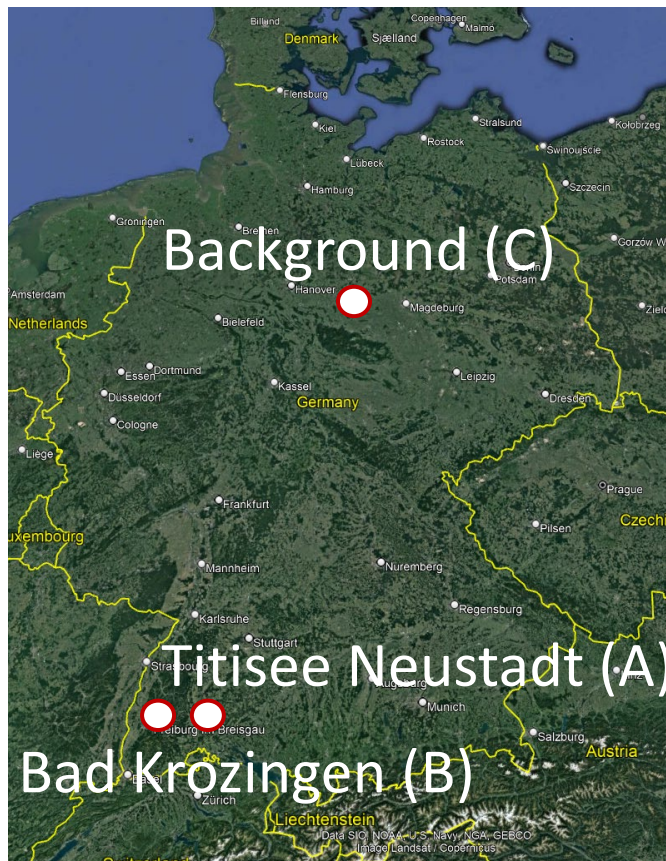 Billund
Copenhagen
Malmö
Denmark
Sjælland
Flensburg
Kiel
Stralsund
Rostock
Kołobrzeg
Swinoujście
Lübeck
Szczecin
Hamburg
Groningen
Bremen
Background (C)
Gorzów W
Potsdam
Amsterdam
Hanover
Magdeburg
Netherlands
Bielefeld
Dortmund
Essen
Leipzig
Kassel
Düsseldorf
Germany
Dresden
Cologne
Liège
Prague
Frankfurt
Czech
Pilsen
uxembourg
Mannheim
Nuremberg
Regensburg
Karlsruhe
Stuttgart
Strasbourg
Titisee Neustadt (A)
Augsburg
Munich
Breisgau
Salzburg
Austria
Bad Krozingen (B)
Basel
Zürich
Liechtenstein
Data SIO, NOAA, U.S. Navy, NGA, GEBCO
Image Landsat / Copernicus